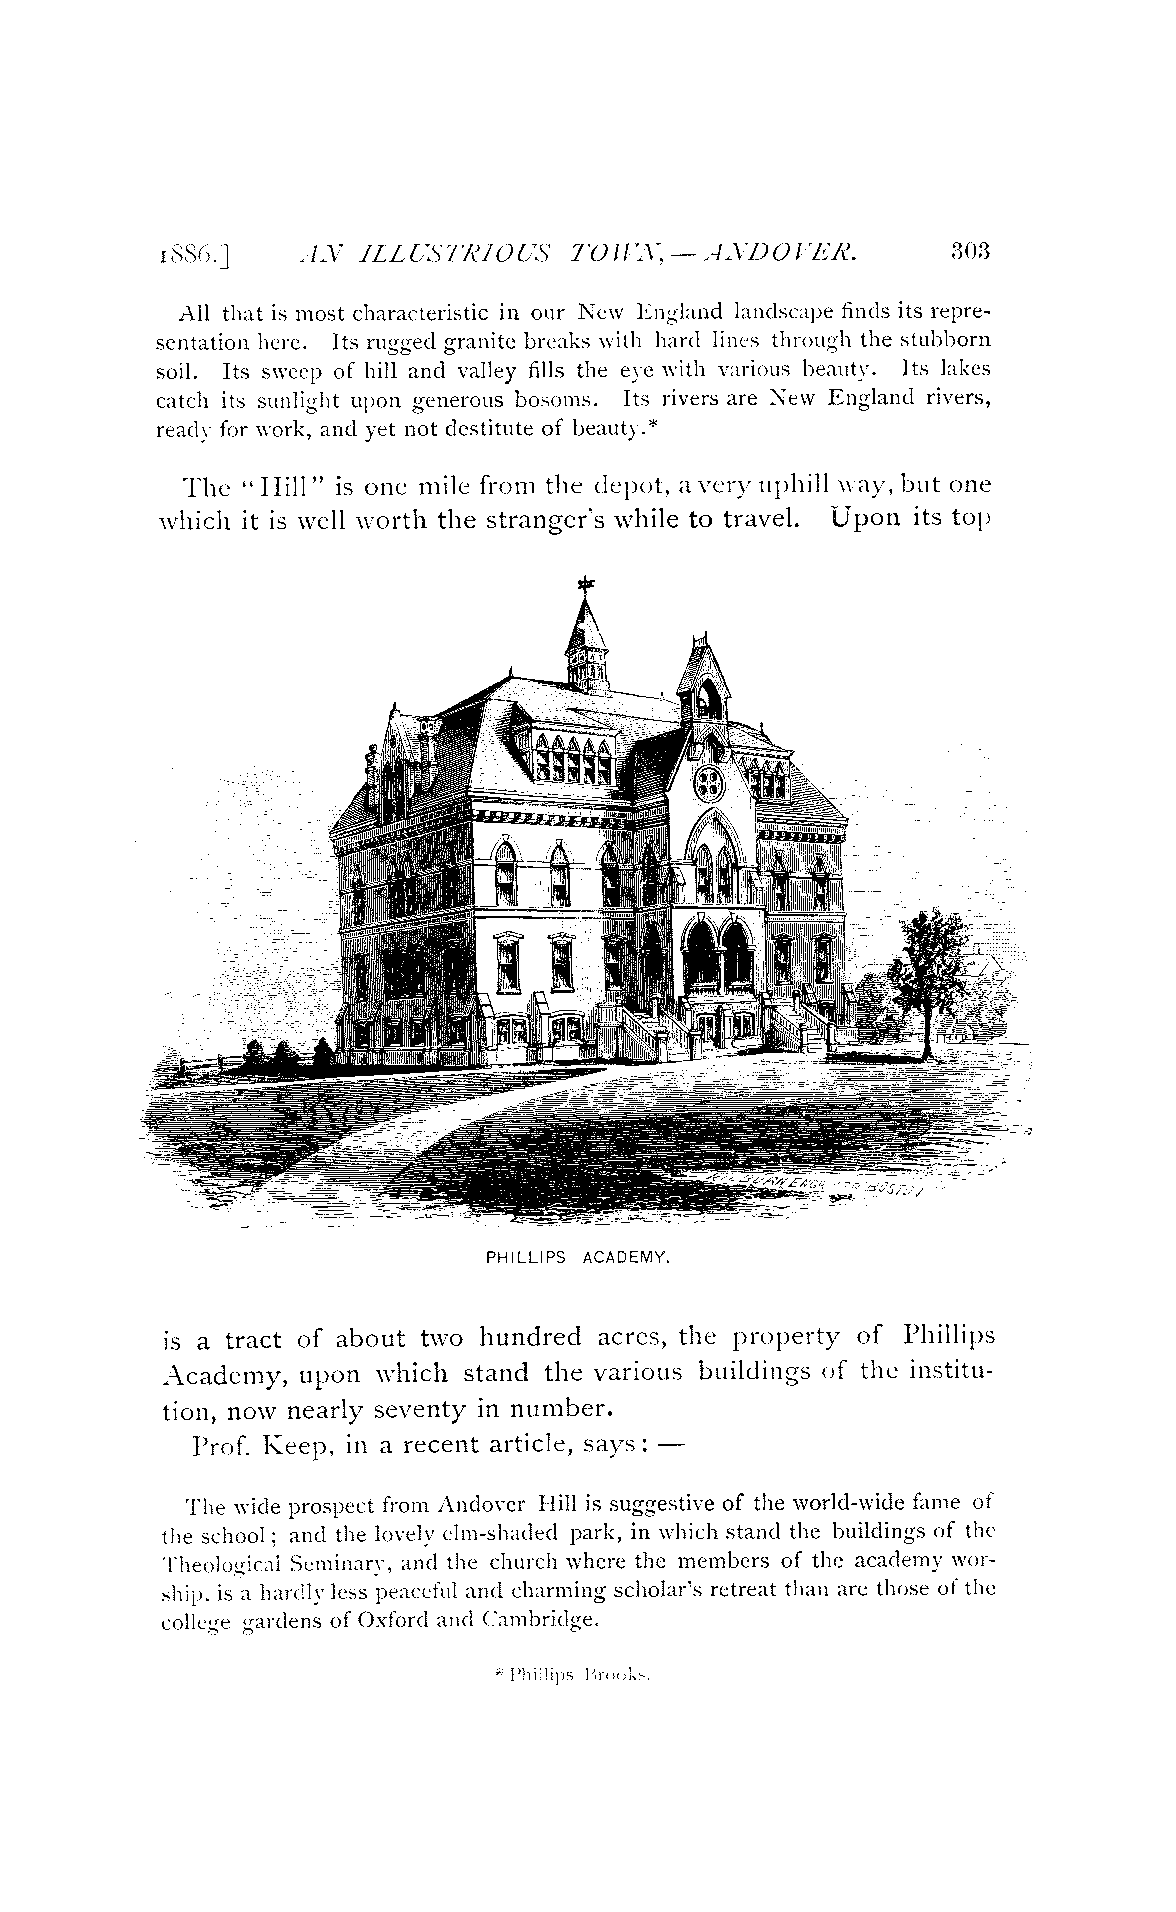 1886.] AN ILLUSTRIOUS TOWN,—ANDOVER. 303
All that is most characteristic in our New England landscape finds its repre-
sentation here. Its rugged granite breaks with hard lines through the stubborn
soil. Its sweep of hill and valley fills the eye with various beauty. Its lakes
catch its sunlight upon generous bosoms. Its rivers are New England rivers,
ready for work, and yet not destitute of beauty.*
The "Hill" is one mile from the depot, a very uphill way, but one
which it is well worth the stranger's while to travel. Upon its top
BOSTON
PHILLIPS ACADEMY.
is a tract of about two hundred acres, the property of Phillips
Academy, upon which stand the various buildings of the institu-
tion, now nearly seventy in number.
Prof. Keep, in a recent article, says: —
The wide prospect from Andover Hill is suggestive of the world-wide fame of
the school; and the lovely elm-shaded park, in which stand the buildings of the
Theological Seminary, and the church where the members of the academy wor-
ship, is a hardly less peaceful and charming scholar's retreat than are those of the
college gardens of Oxford and Cambridge.
* Phillips Brooks.